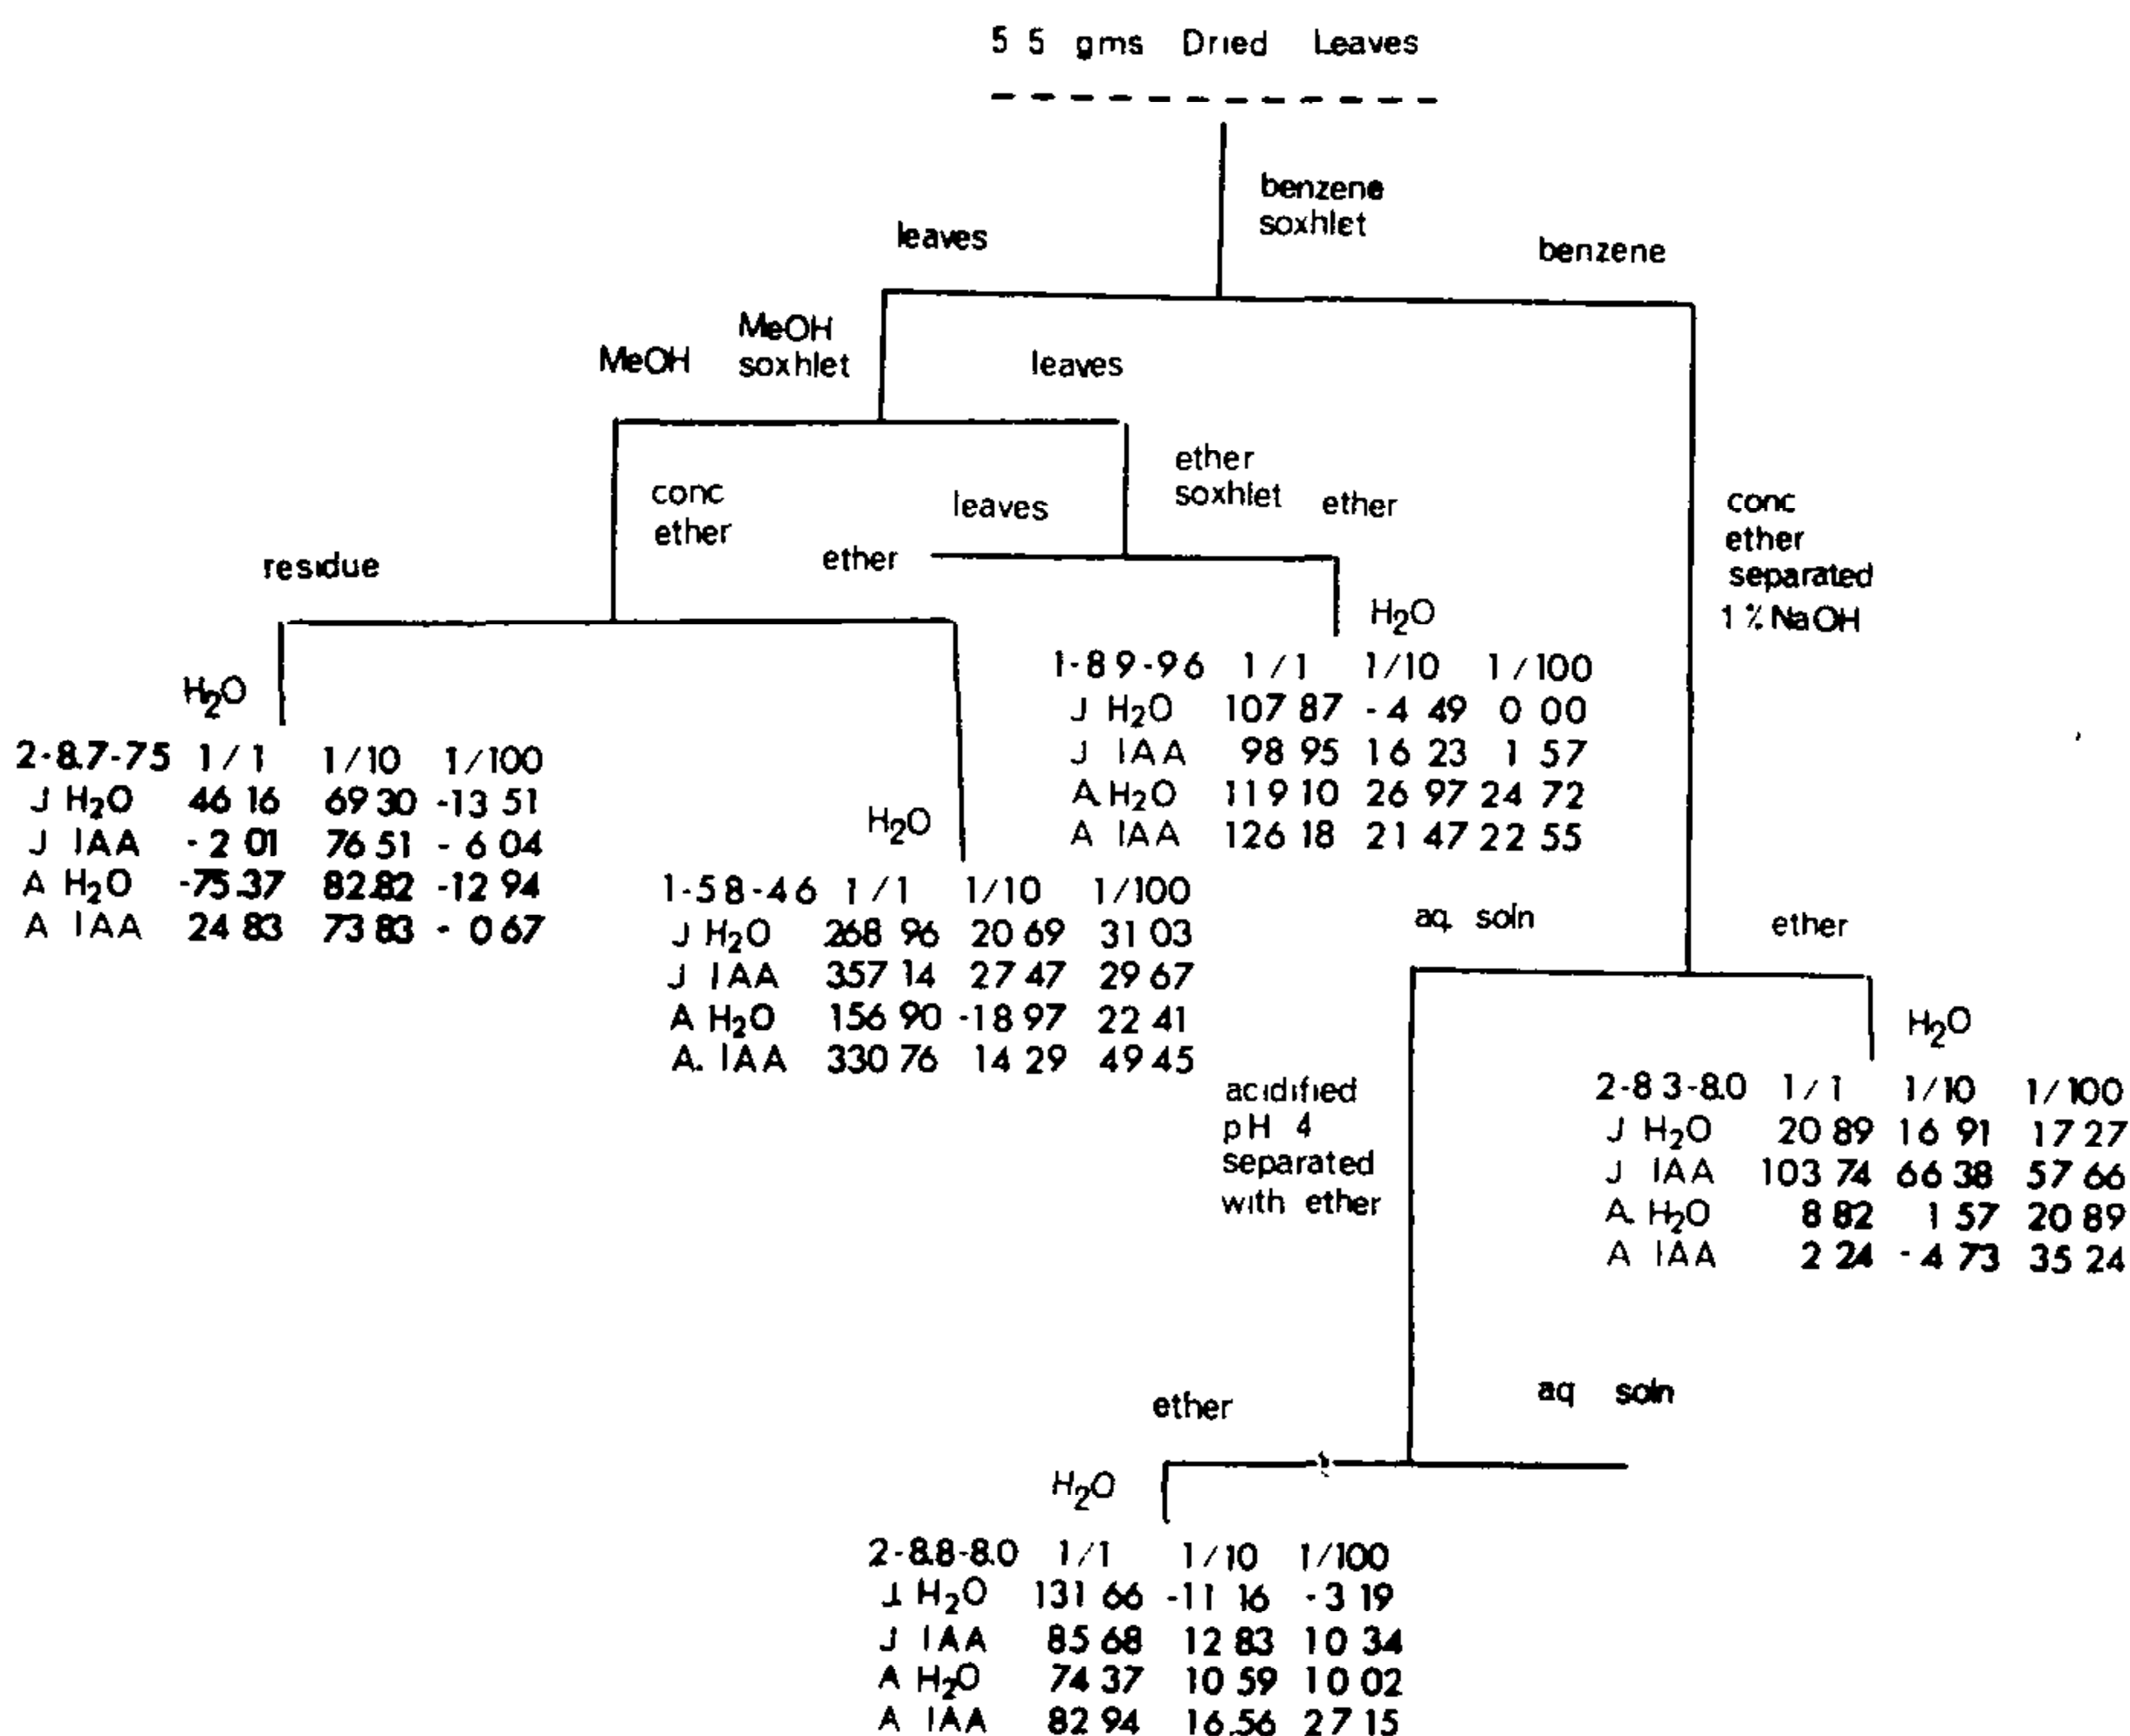 5 5 gms Dried Leaves
benzene
soxhlet
leaves
benzene
MeOH
MeOH
soxhlet
leaves
conc
ether
leaves
ether
soxhlet
ether
conc
ether
separated
1 % NaOH
residue
ether
H₂O
2-8.7-75 1/1 1/10 1/100
J H₂O 46 16 69 30 -13 51
J IAA -2 01 76 51 - 6 04
A H₂O -75.37 82.82 -12 94
A IAA 24 83 73 83 - 0 67
H₂O
1-58-46 1/1 1/10 1/100
J H₂O 268 96 20 69 31 03
J IAA 357 14 27 47 29 67
A H₂O 156 90 -18 97 22 41
A. IAA 330 76 14 29 49 45
H₂O
1-89-96 1/1 1/10 1/100
J H₂O 107 87 -4 49 0 00
J IAA 98 95 16 23 1 57
A. H₂O 119 10 26 97 24 72
A IAA 126 18 21 47 22 55
aq. soln
ether
H₂O
2-8 3-8.0 1/1 1/10 1/100
J H₂O 20 89 16 91 17 27
J IAA 103 74 66 38 57 66
A. H₂O 8 82 1 57 20 89
A IAA 2 24 -4 73 35 24
acidified
pH 4
separated
with ether
ether
aq soln
H₂O
2-8.8-8.0 1/1 1/10 1/100
J H₂O 131 66 -11 16 -3 19
J IAA 85 68 12 83 10 34
A H₂O 74 37 10 59 10 02
A IAA 82 94 16.56 27 15